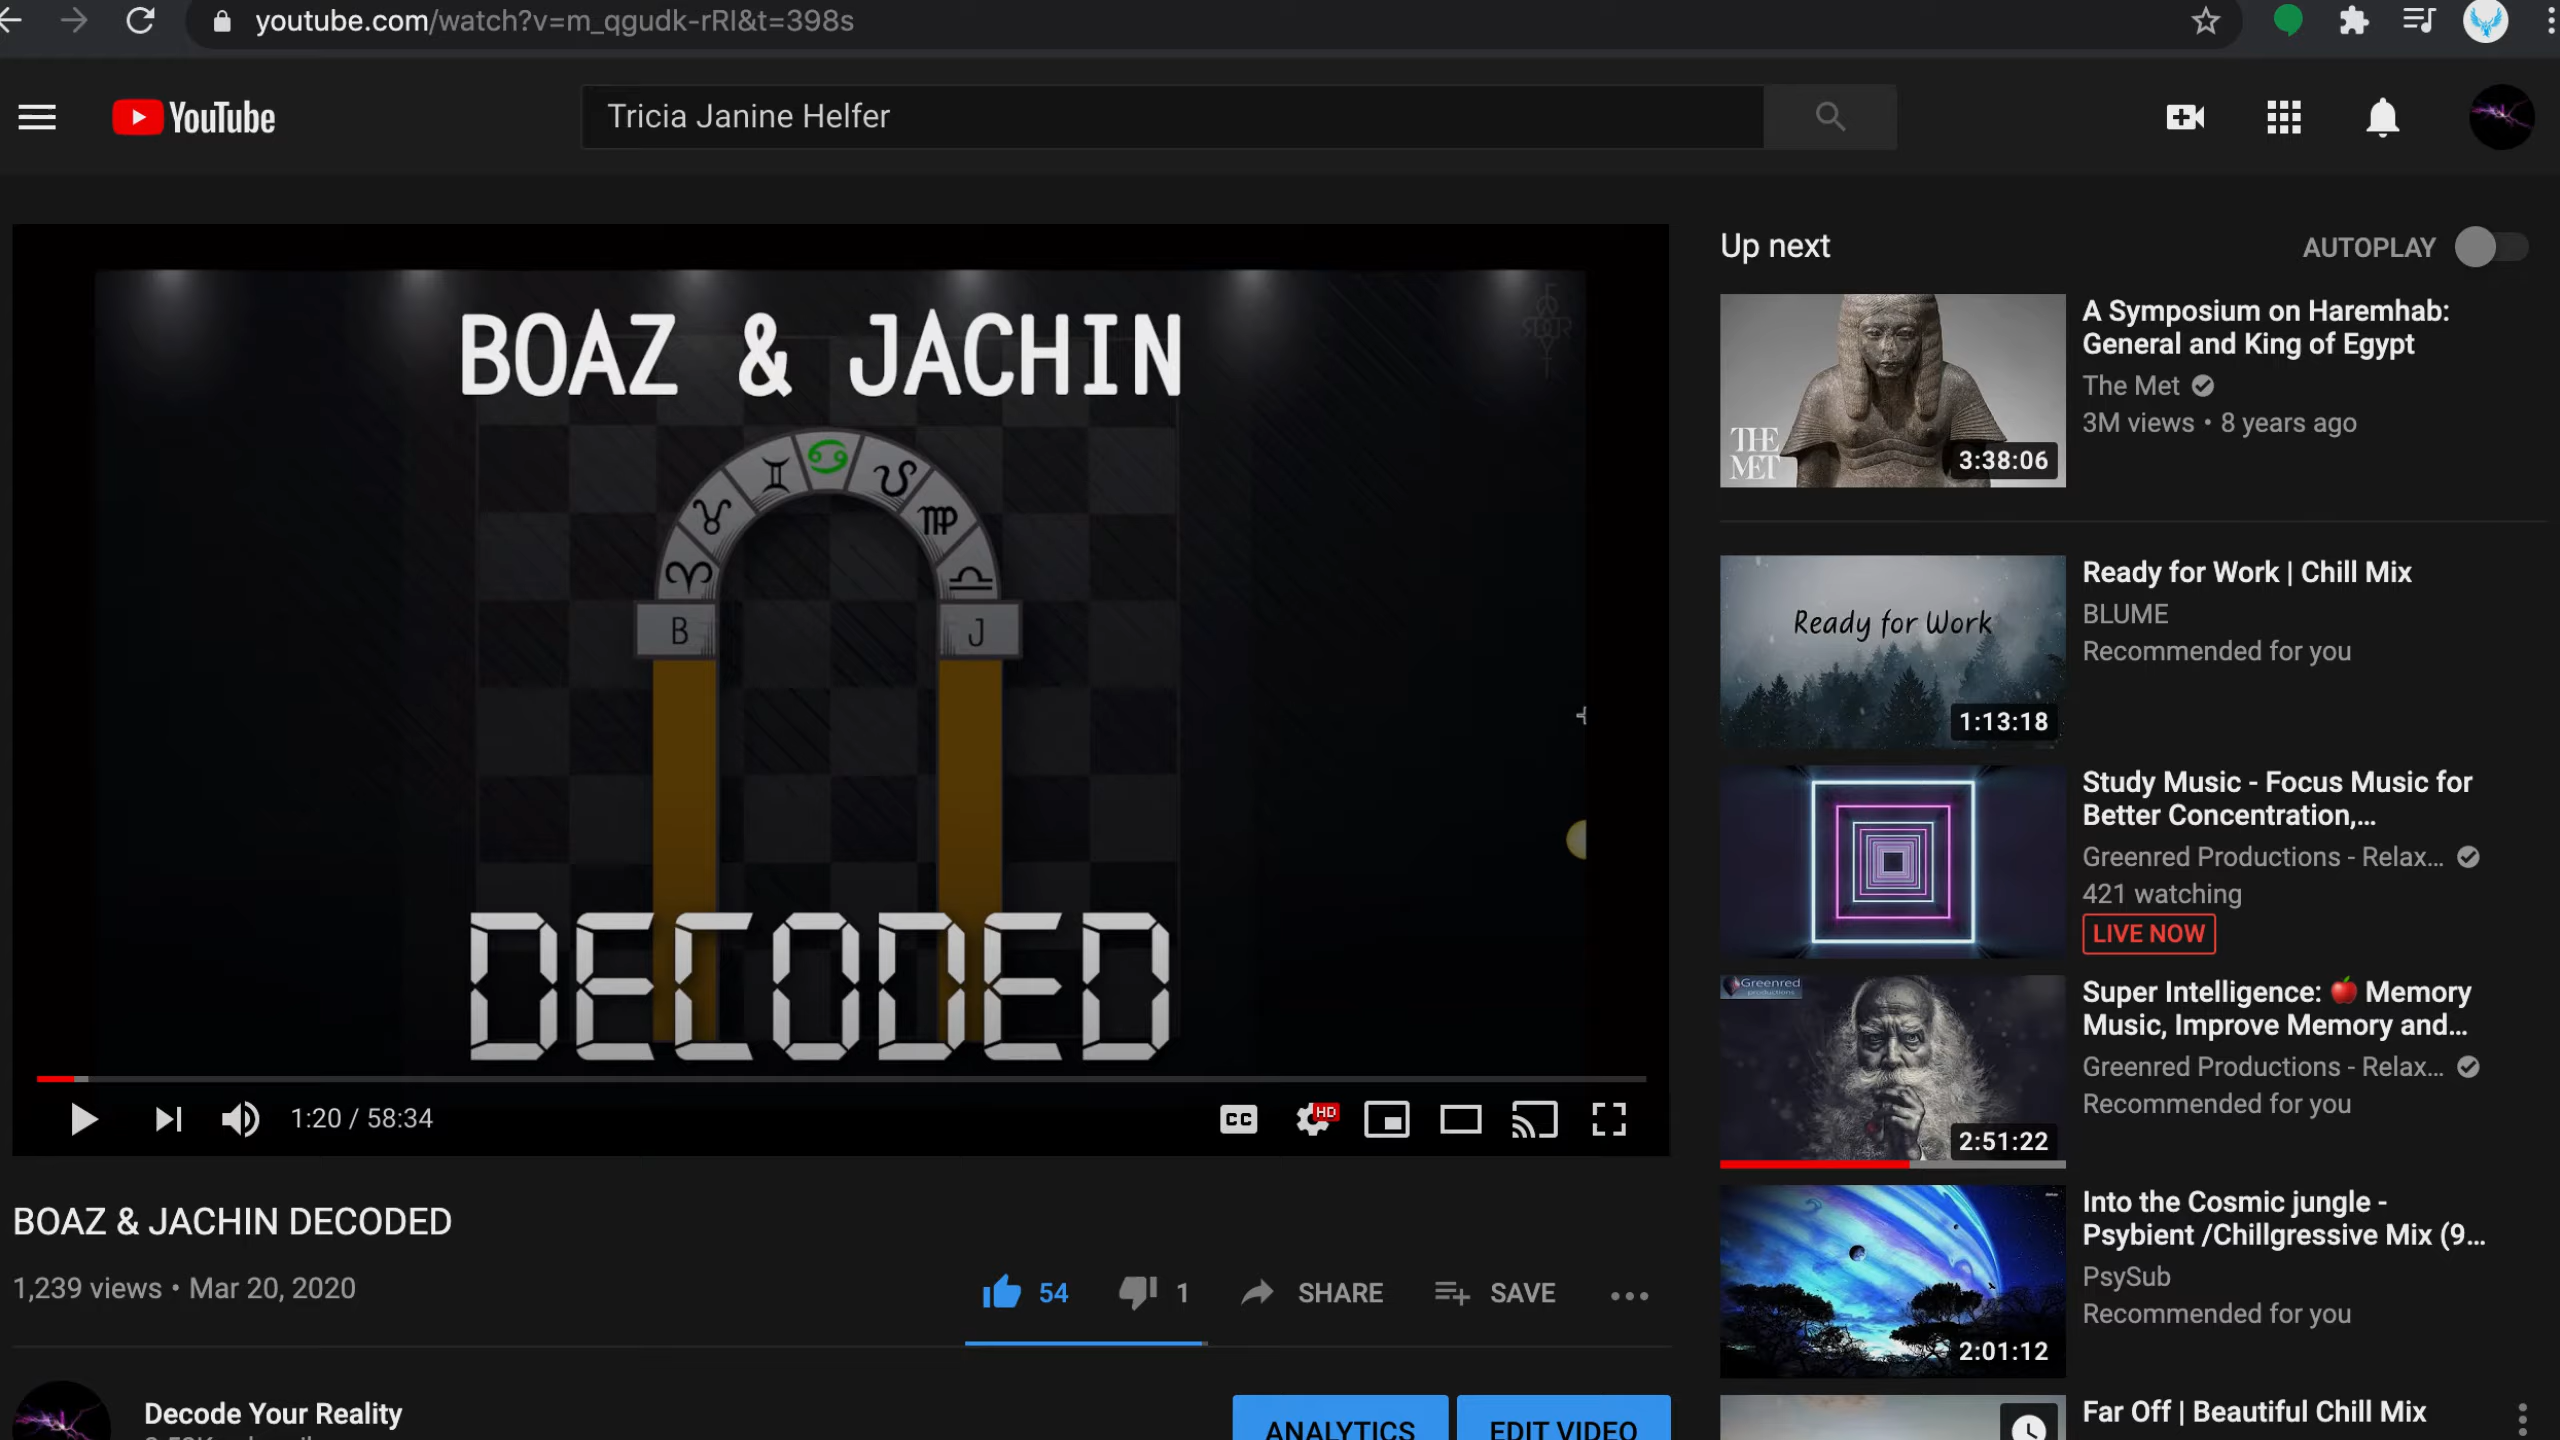 youtube.com/watch?v=m_qgudk-rRI&t=398s
YouTube
Tricia Janine Helfer
BOAZ & JACHIN
B
J
DECODED
1:20 / 58:34
CC
HD
BOAZ & JACHIN DECODED
1,239 views • Mar 20, 2020
54
1
SHARE
SAVE
Decode Your Reality
ANALYTICS
EDIT VIDEO
Up next
AUTOPLAY
THE
MET
3:38:06
A Symposium on Haremhab:
General and King of Egypt
The Met
3M views • 8 years ago
Ready for Work
1:13:18
Ready for Work | Chill Mix
BLUME
Recommended for you
Study Music - Focus Music for
Better Concentration,...
Greenred Productions - Relax...
421 watching
LIVE NOW
Greenred
productions
2:51:22
Super Intelligence: 🍎 Memory
Music, Improve Memory and...
Greenred Productions - Relax...
Recommended for you
2:01:12
Into the Cosmic jungle -
Psybient /Chillgressive Mix (9...
PsySub
Recommended for you
Far Off | Beautiful Chill Mix